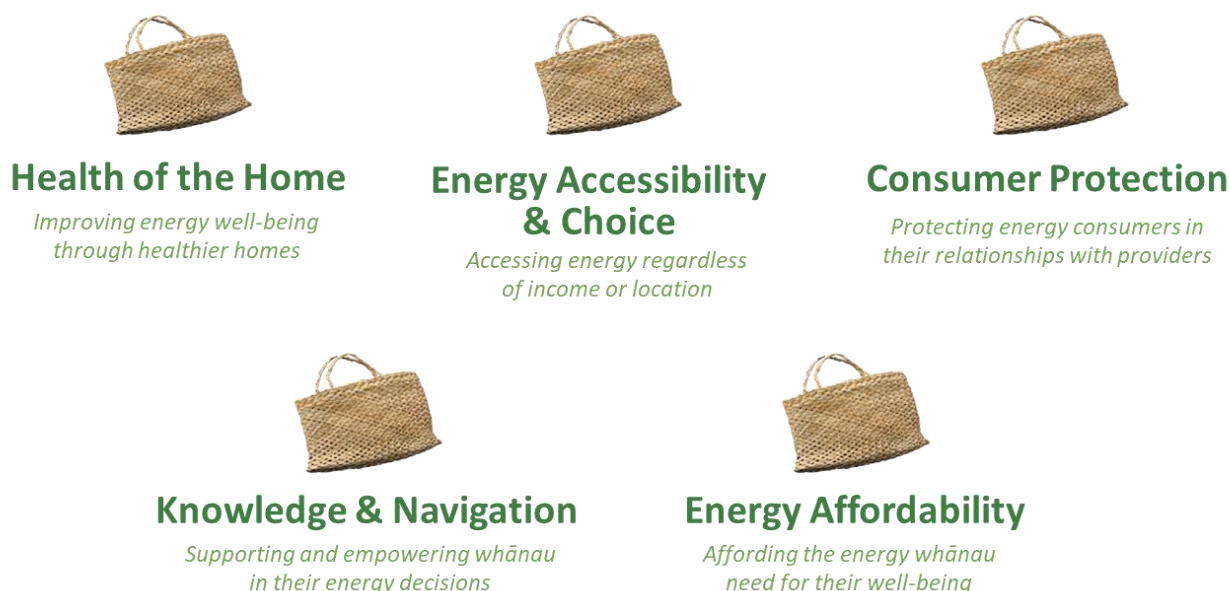 Health of the Home
Improving energy well-being
through healthier homes
Energy Accessibility
& Choice
Accessing energy regardless
of income or location
Consumer Protection
Protecting energy consumers in
their relationships with providers
Knowledge & Navigation
Supporting and empowering whānau
in their energy decisions
Energy Affordability
Affording the energy whānau
need for their well-being